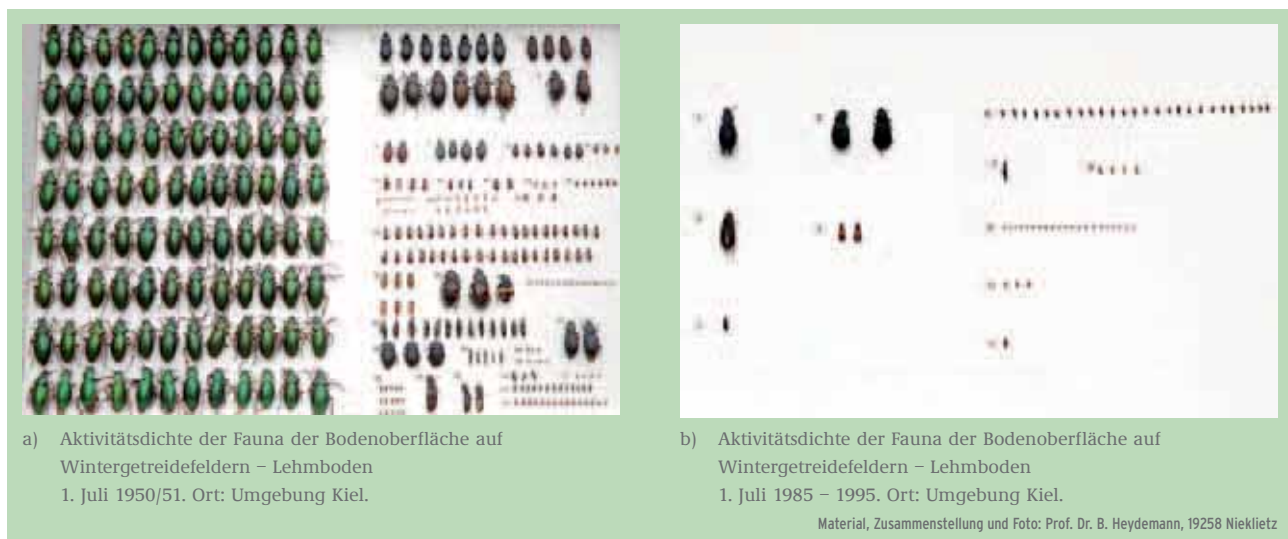 a) Aktivitätsdichte der Fauna der Bodenoberfläche auf
Wintergetreidefeldern – Lehmboden
1. Juli 1950/51. Ort: Umgebung Kiel.
b) Aktivitätsdichte der Fauna der Bodenoberfläche auf
Wintergetreidefeldern – Lehmboden
1. Juli 1985 – 1995. Ort: Umgebung Kiel.
Material, Zusammenstellung und Foto: Prof. Dr. B. Heydemann, 19258 Nieklietz